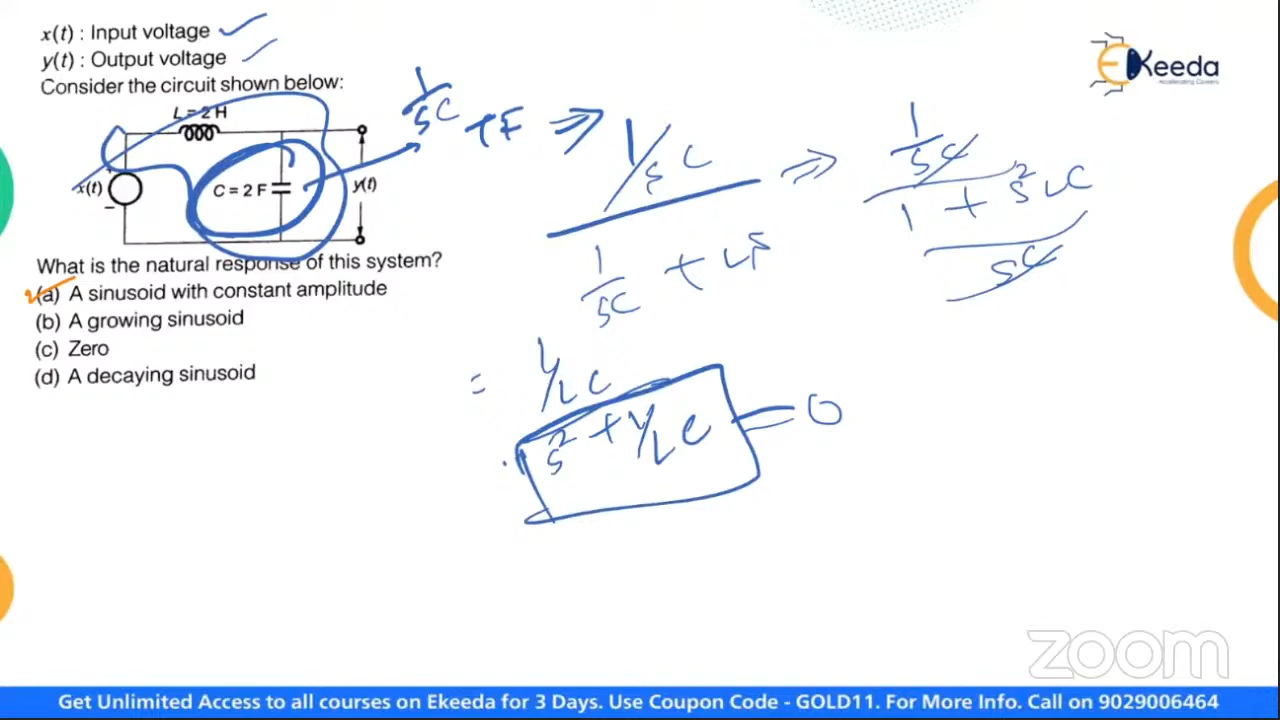 x(t) : Input voltage
y(t) : Output voltage
Consider the circuit shown below:
L = 2 H
x(t)
C = 2 F
y(t)
What is the natural response of this system?
(a) A sinusoid with constant amplitude
(b) A growing sinusoid
(c) Zero
(d) A decaying sinusoid
1/sC
TF ⇒
1/sC
1/sC + Ls
⇒
1/sC
1 + s²LC
sC
= 1/LC
s² + 1/LC = 0
Ekeeda
Accelerating Careers
zoom
Get Unlimited Access to all courses on Ekeeda for 3 Days. Use Coupon Code - GOLD11. For More Info. Call on 9029006464